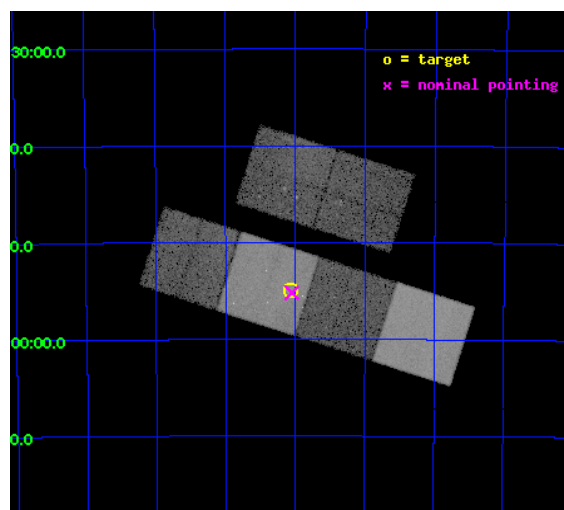 30:00.0
o = target
x = nominal pointing
0.0
0.0
00:00.0
0.0